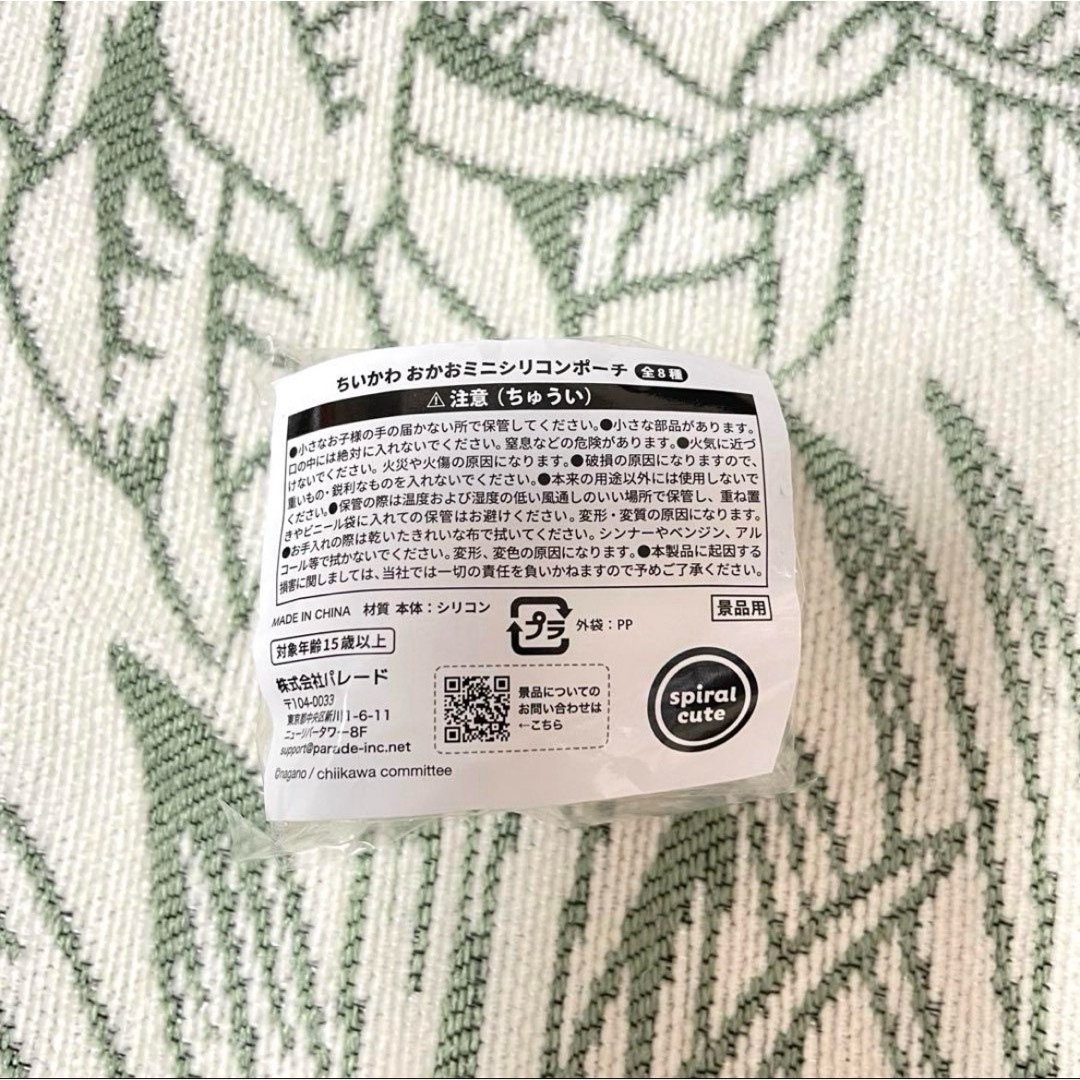 ちいかわ おかおミニシリコンポーチ 全8種
⚠ 注意（ちゅうい）
●小さなお子様の手の届かない所で保管してください。●小さな部品があります。
口の中には絶対に入れないでください。窒息などの危険があります。●火気に近づ
けないでください。火災や火傷の原因になります。●破損の原因になりますので、
重いもの・鋭利なものを入れないでください。●本来の用途以外には使用しないで
ください。●保管の際は温度および湿度の低い風通しのいい場所で保管し、重ね置
きやビニール袋に入れての保管はお避けください。変形・変質の原因になります。
●お手入れの際は乾いたきれいな布で拭いてください。シンナーやベンジン、アル
コール等で拭かないでください。変形、変色の原因になります。●本製品に起因する
損害に関しましては、当社では一切の責任を負いかねますので予めご了承ください。
MADE IN CHINA 材質 本体：シリコン
プラ
外袋：PP
景品用
対象年齢15歳以上
株式会社パレード
〒104-0033
東京都中央区新川1-6-11
ニューリバータワー8F
support@parade-inc.net
景品についての
お問い合わせは
←こちら
spiral
cute
©nagano / chiikawa committee